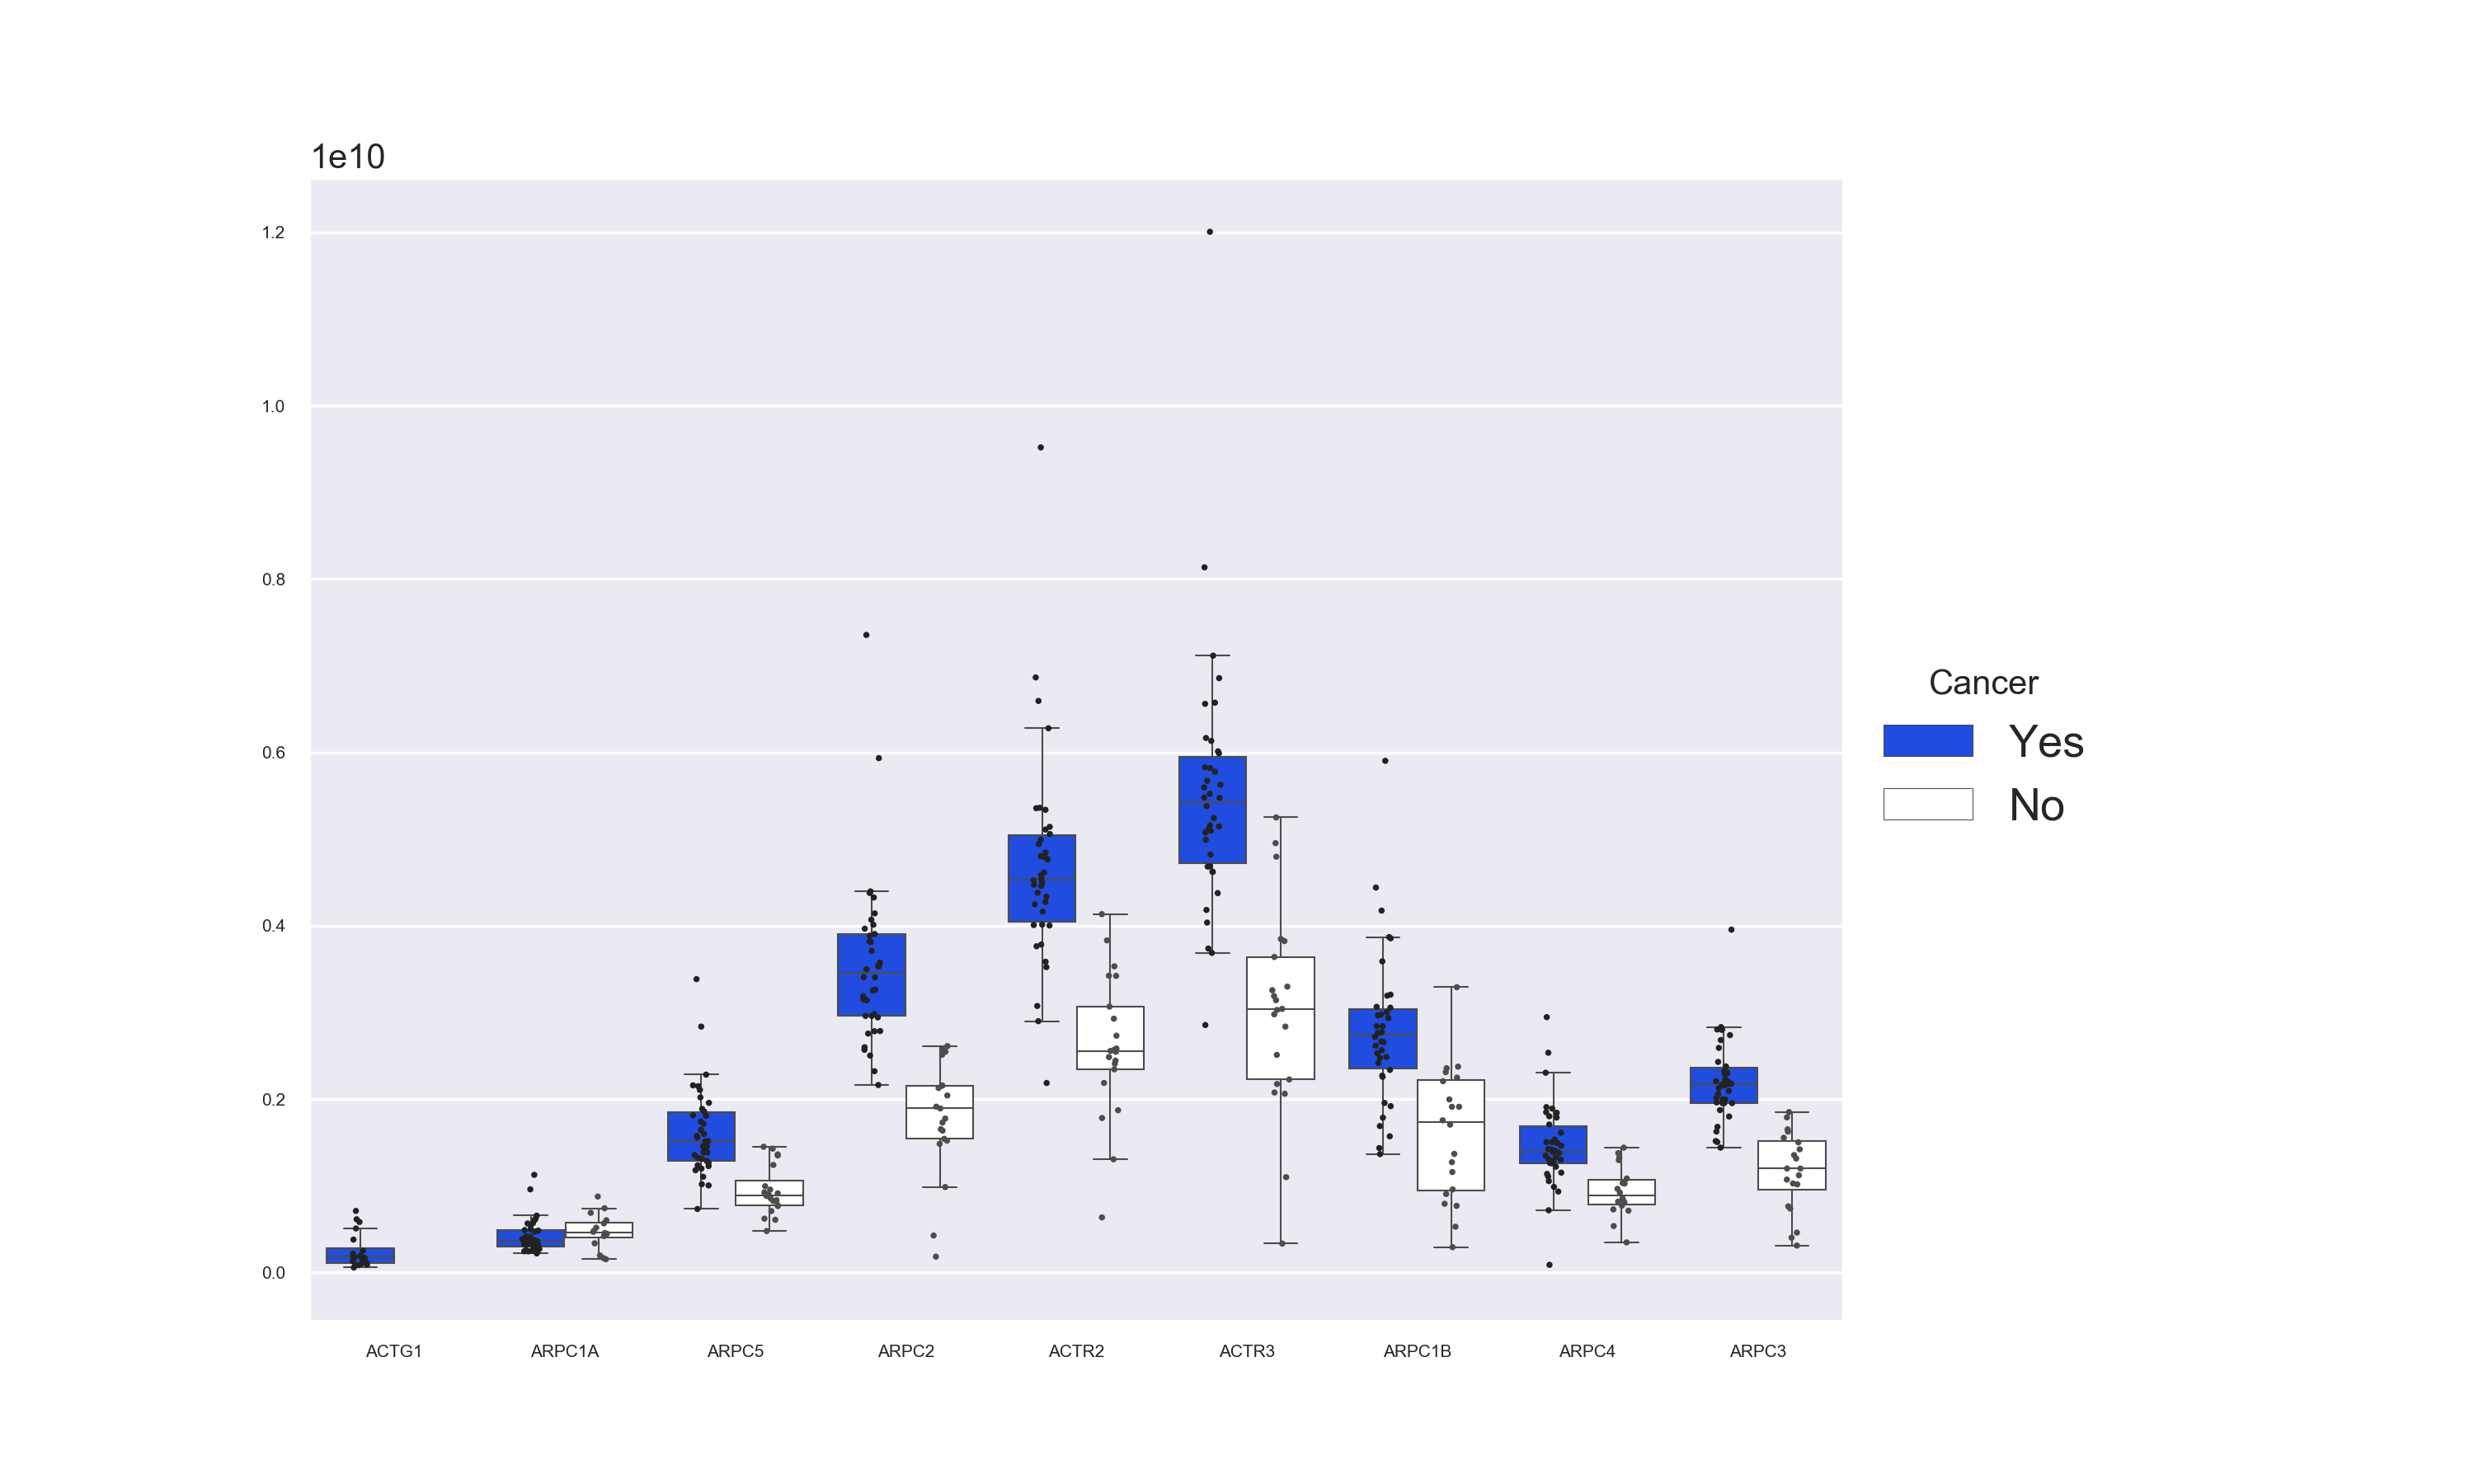 1e10
1.2
1.0
0.8
0.6
0.4
0.2
0.0
ACTG1 ARPC1A ARPC5 ARPC2 ACTR2 ACTR3 ARPC1B ARPC4 ARPC3
Cancer
Yes
No